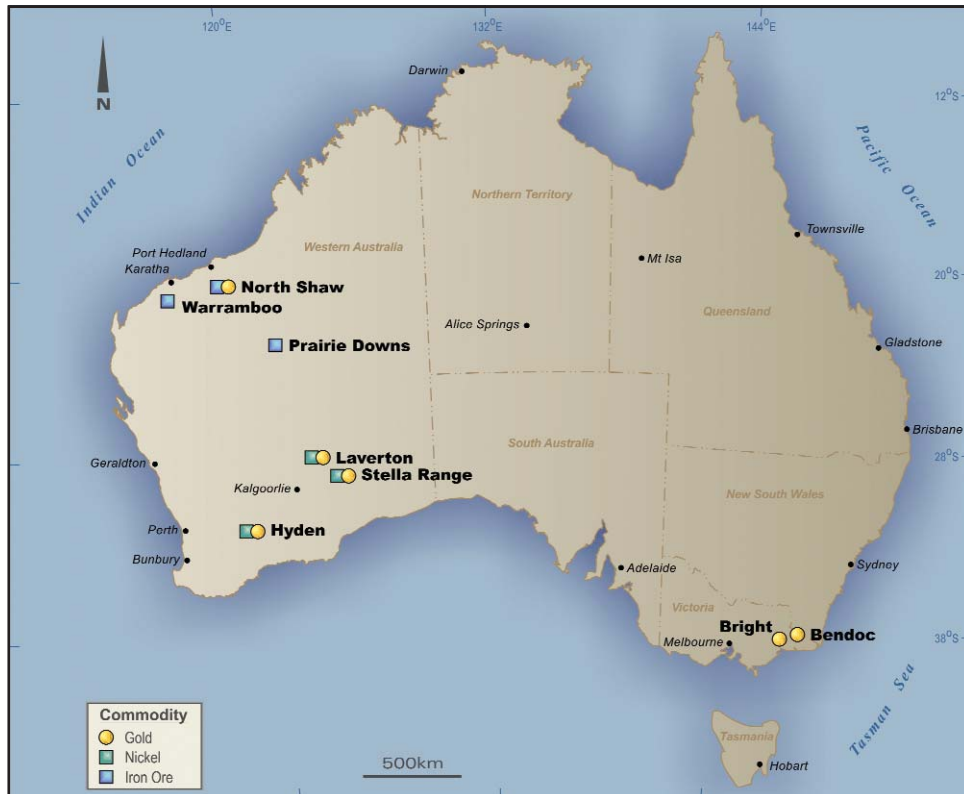 120°E
132°E
144°E
Darwin
N
12°S
Indian Ocean
Pacific Ocean
Northern Territory
Townsville
Western Australia
Port Hedland
Karatha
Mt Isa
20°S
North Shaw
Warramboo
Queensland
Alice Springs
Prairie Downs
Gladstone
Brisbane
South Australia
Laverton
28°S
Geraldton
Stella Range
Kalgoorlie
New South Wales
Perth
Hyden
Bunbury
Adelaide
Sydney
Victoria
Bright
Bendoc
Melbourne
38°S
Tasman Sea
Commodity
Gold
Nickel
Iron Ore
500km
Tasmania
Hobart